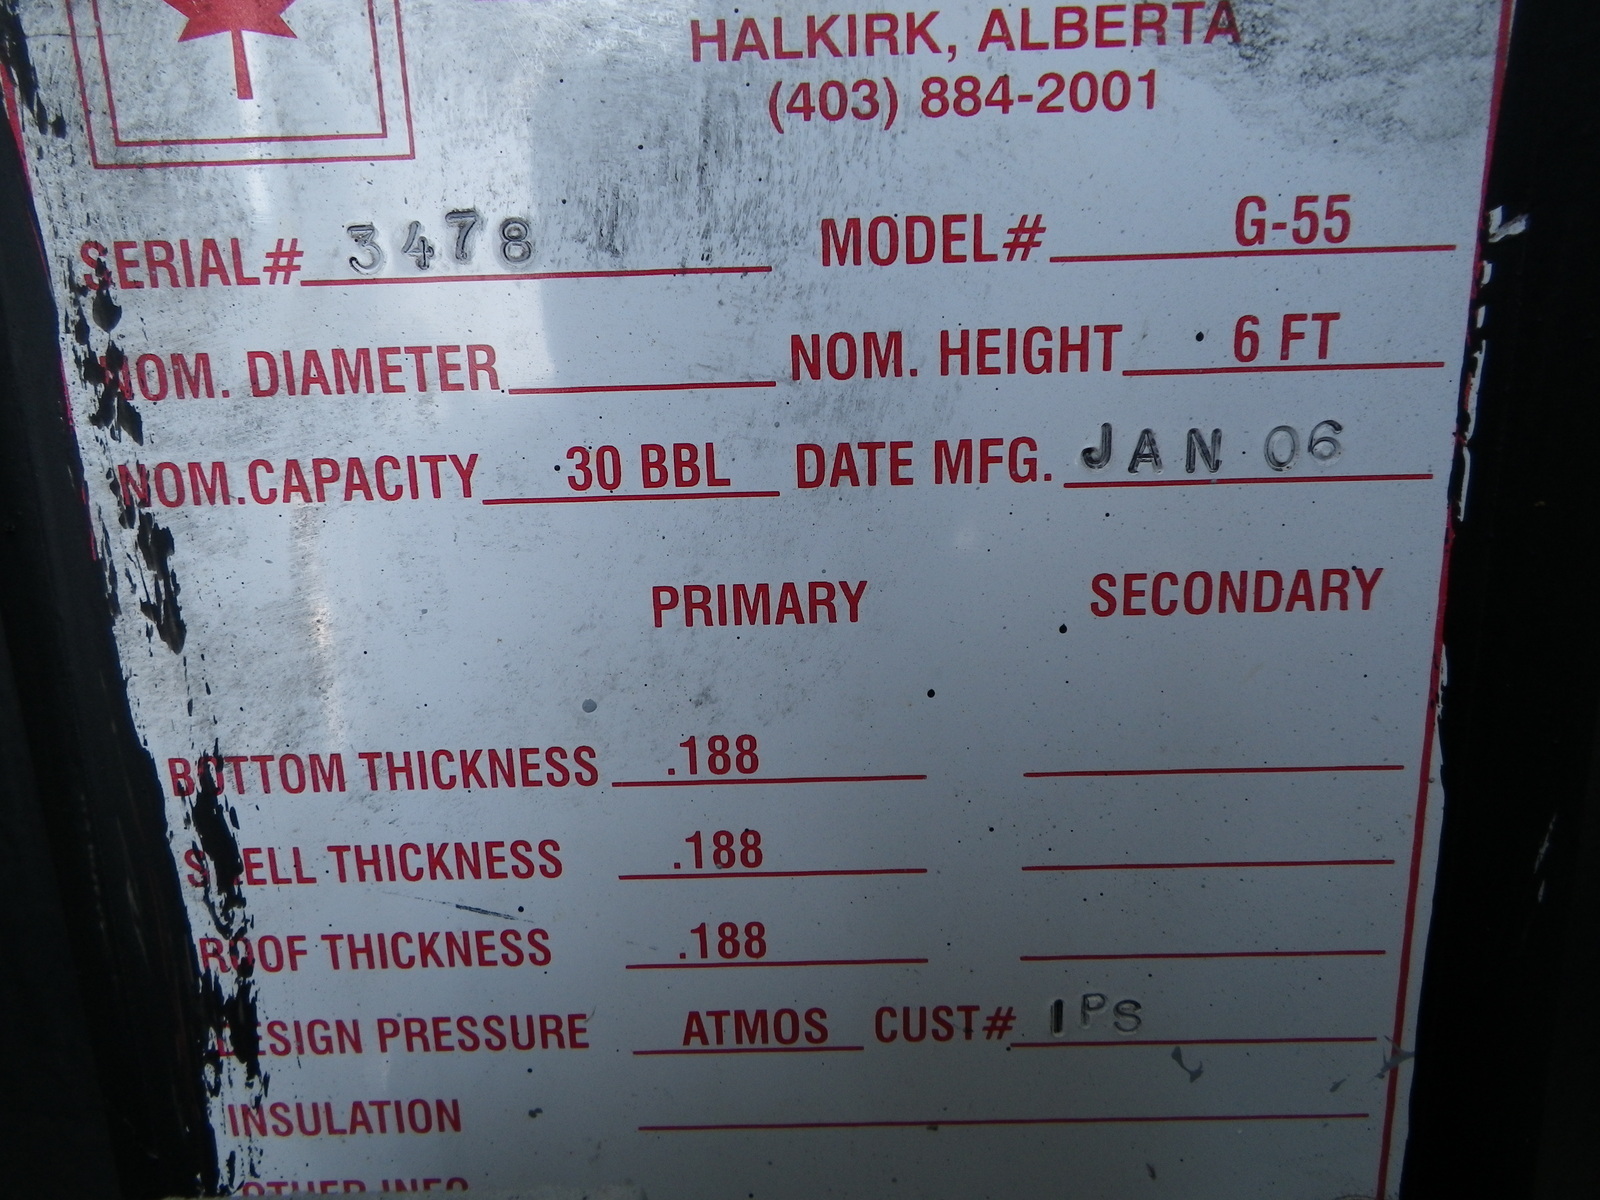 HALKIRK, ALBERTA
(403) 884-2001
SERIAL# 3478 MODEL# G-55
NOM. DIAMETER NOM. HEIGHT 6 FT
NOM.CAPACITY 30 BBL DATE MFG. JAN 06
PRIMARY SECONDARY
BOTTOM THICKNESS .188
SHELL THICKNESS .188
ROOF THICKNESS .188
DESIGN PRESSURE ATMOS CUST# IPS
INSULATION
OTHER INFO